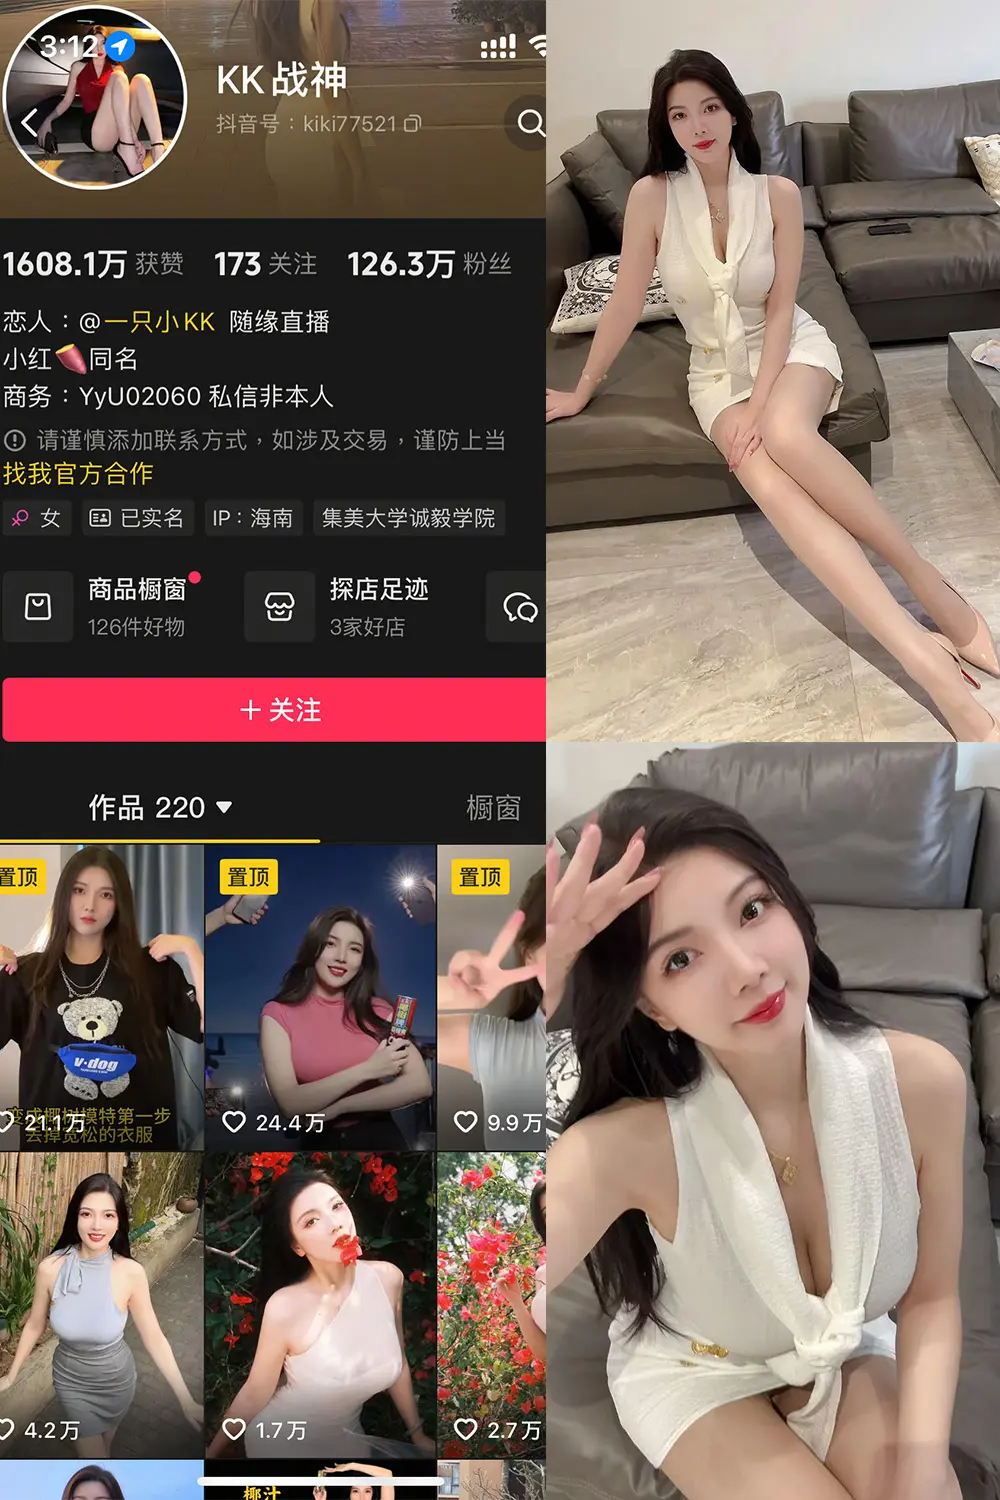 3:12
KK战神
抖音号：kiki77521
1608.1万 获赞 173 关注 126.3万 粉丝
恋人：@一只小KK 随缘直播
小红🍠同名
商务：YyU02060 私信非本人
请谨慎添加联系方式，如涉及交易，谨防上当
找我官方合作
女 已实名 IP：海南 集美大学诚毅学院
商品橱窗 探店足迹
126件好物 3家好店
＋关注
作品 220 橱窗
置顶 置顶 置顶
v·dog
变成椰树模特第一步
去掉宽松的衣服
21.1万 24.4万 9.9万
4.2万 1.7万 2.7万
椰汁